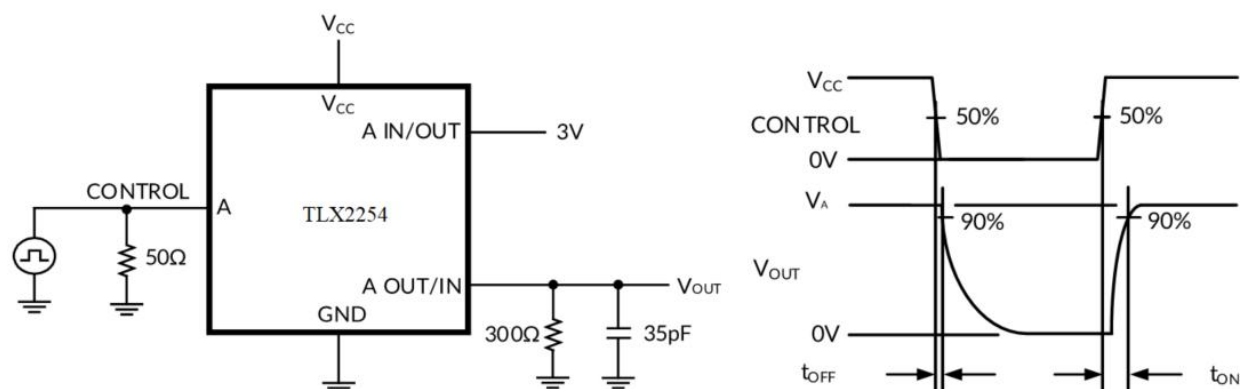 VCC
VCC
A IN/OUT
3V
CONTROL
A
TLX2254
50Ω
A OUT/IN
VOUT
GND
300Ω
35pF
VCC
CONTROL
50%
50%
0V
VA
90%
90%
VOUT
0V
tOFF
tON